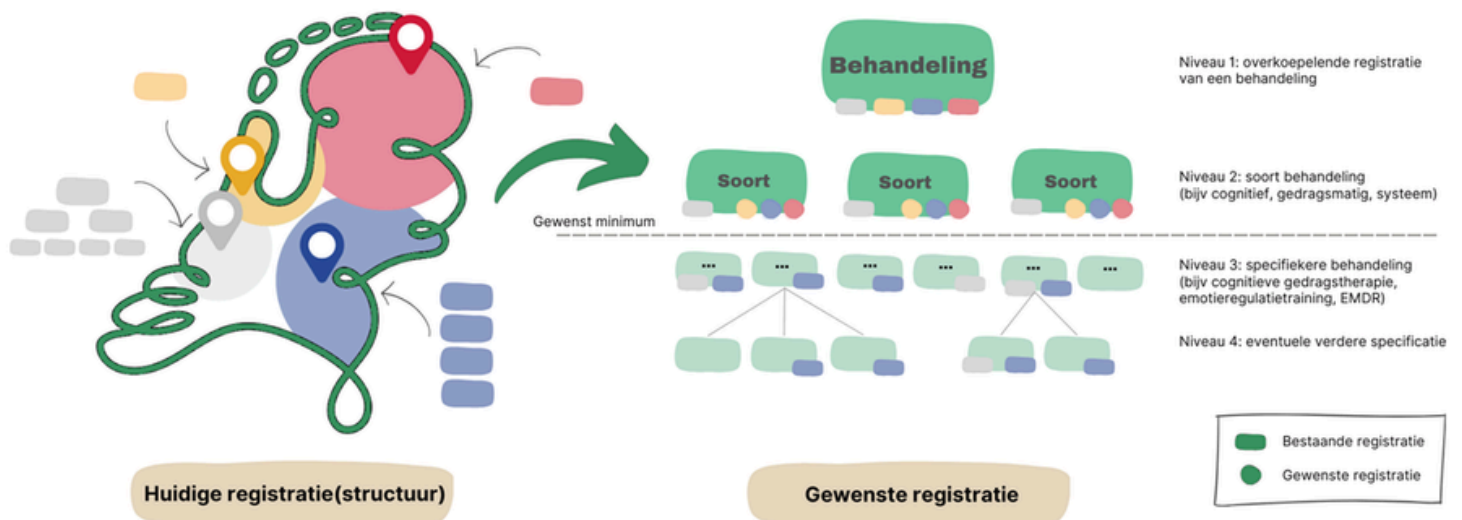 Behandeling
Niveau 1: overkoepelende registratie
van een behandeling
Soort
Soort
Soort
Niveau 2: soort behandeling
(bijv cognitief, gedragsmatig, systeem)
Gewenst minimum
...
...
...
...
...
...
Niveau 3: specifiekere behandeling
(bijv cognitieve gedragstherapie,
emotieregulatietraining, EMDR)
Niveau 4: eventuele verdere specificatie
Bestaande registratie
Gewenste registratie
Huidige registratie(structuur)
Gewenste registratie